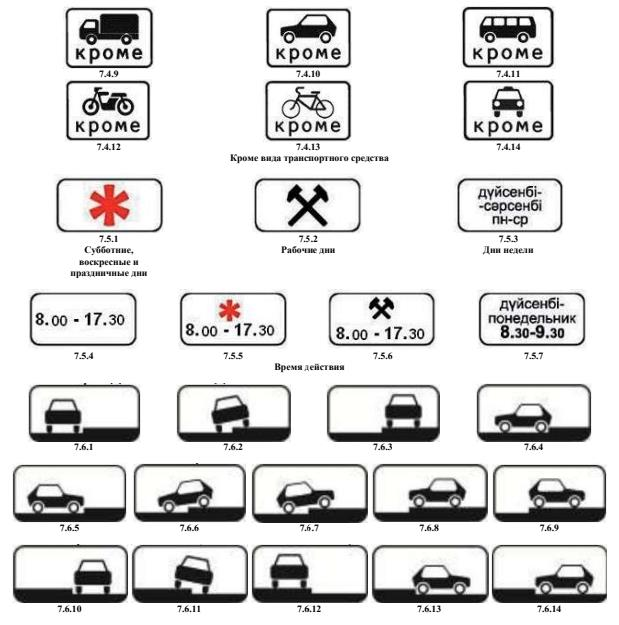 кроме кроме кроме
7.4.9 7.4.10 7.4.11
кроме кроме кроме
7.4.12 7.4.13 7.4.14
Кроме вида транспортного средства
дүйсенбі-
-сәрсенбі
пн-ср
7.5.1 7.5.2 7.5.3
Субботние, Рабочие дни Дни недели
воскресные и
праздничные дни
8.00 - 17.30 8.00 - 17.30 8.00 - 17.30 дүйсенбі-
понедельник
8.30-9.30
7.5.4 7.5.5 7.5.6 7.5.7
Время действия
7.6.1 7.6.2 7.6.3 7.6.4
7.6.5 7.6.6 7.6.7 7.6.8 7.6.9
7.6.10 7.6.11 7.6.12 7.6.13 7.6.14